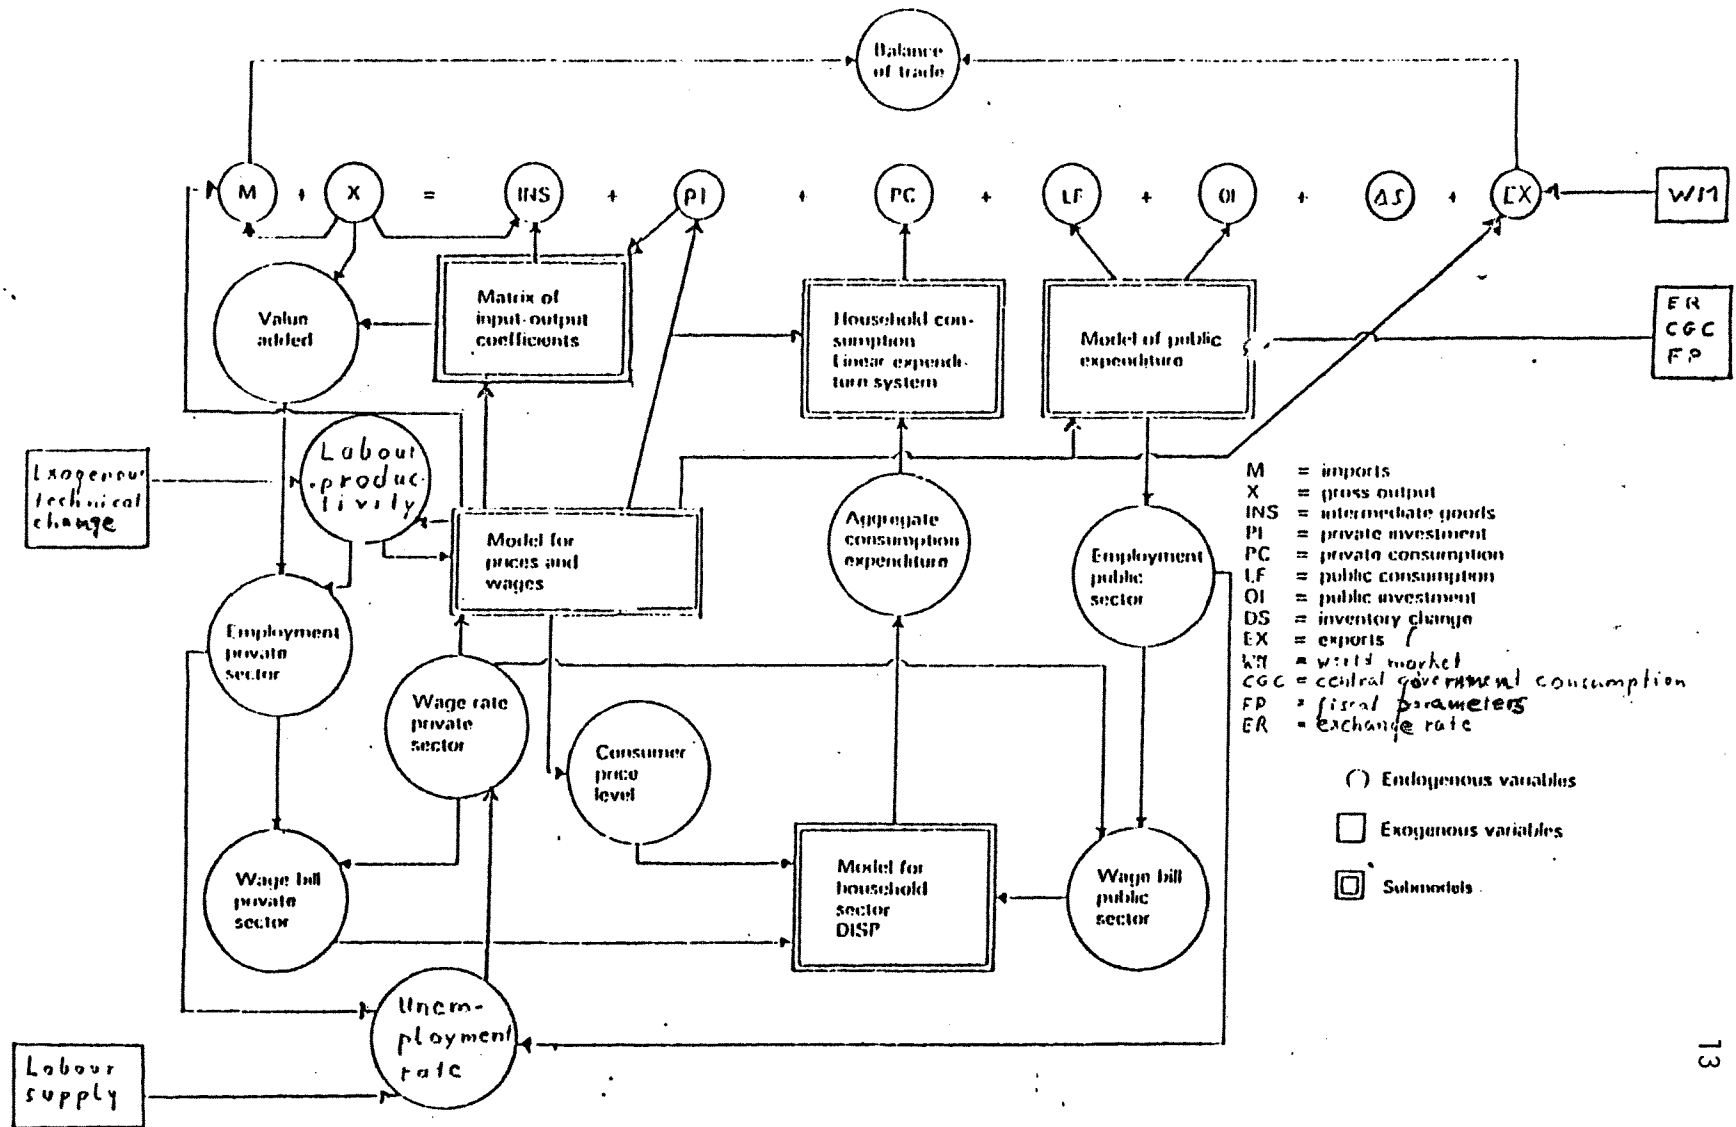 Balance
of trade
M + X = INS + PI + PC + LF + OI + ΔS + EX
WM
Value
added
Matrix of
input-output
coefficients
Household con-
sumption
Linear expendi-
turn system
Model of public
expenditure
ER
CGC
FP
Exogenous
technical
change
Labour
produc-
tivity
Model for
prices and
wages
Aggregate
consumption
expenditure
Employment
public
sector
Employment
private
sector
Wage rate
private
sector
Consumer
price
level
Wage bill
private
sector
Model for
household
sector
DISP
Wage bill
public
sector
Unem-
ployment
rate
Labour
supply
M = imports
X = gross output
INS = intermediate goods
PI = private investment
PC = private consumption
LF = public consumption
OI = public investment
DS = inventory change
EX = exports
WM = world market
CGC = central government consumption
FP = fiscal parameters
ER = exchange rate
Endogenous variables
Exogenous variables
Submodels
13